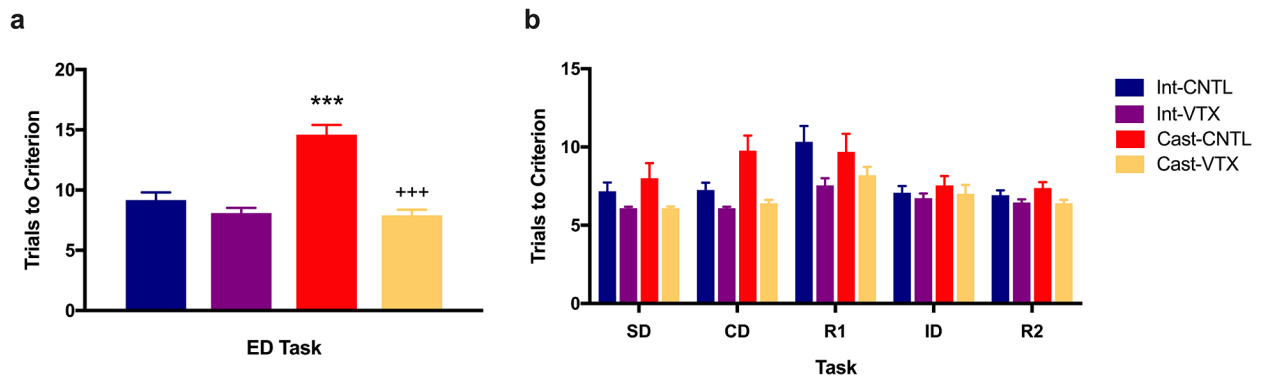 a
Trials to Criterion
20
15
10
5
0
***
+++
ED Task
b
Trials to Criterion
15
10
5
0
SD CD R1 ID R2
Task
Int-CNTL
Int-VTX
Cast-CNTL
Cast-VTX